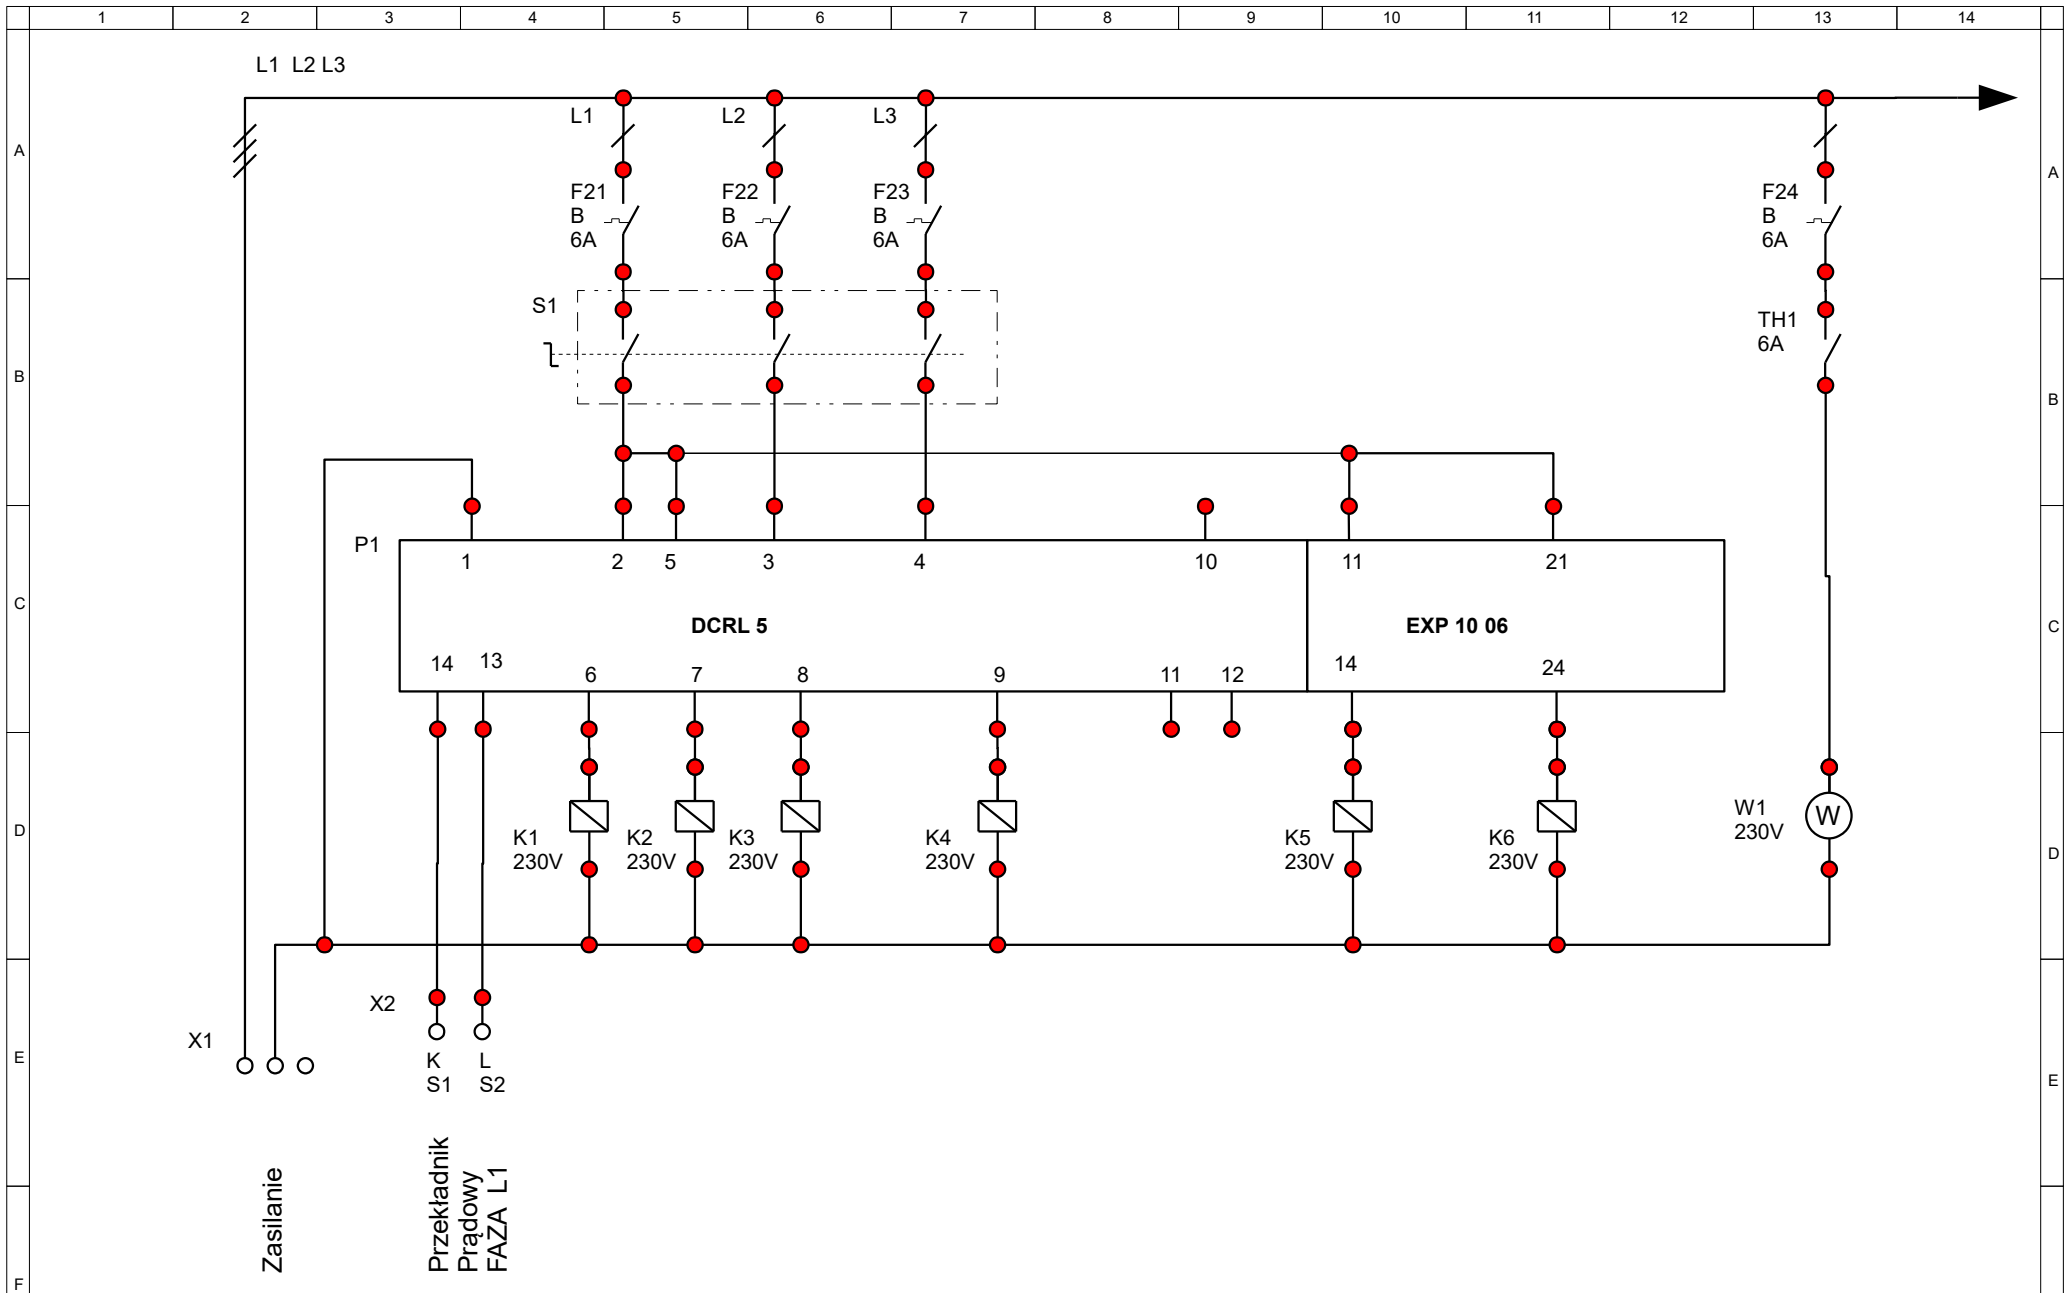 1 2 3 4 5 6 7 8 9 10 11 12 13 14
L1 L2 L3
L1 L2 L3
A A
F21 F22 F23 F24
B B B B
6A 6A 6A 6A
S1 TH1
6A
B B
P1
1 2 5 3 4 10 11 21
C C
DCRL 5 EXP 10 06
14 13 6 7 8 9 11 12 14 24
W1
230V
W
D D
K1 K2 K3 K4 K5 K6
230V 230V 230V 230V 230V 230V
X2
X1
E E
K L
S1 S2
Zasilanie
Przekładnik
Prądowy
FAZA L1
F